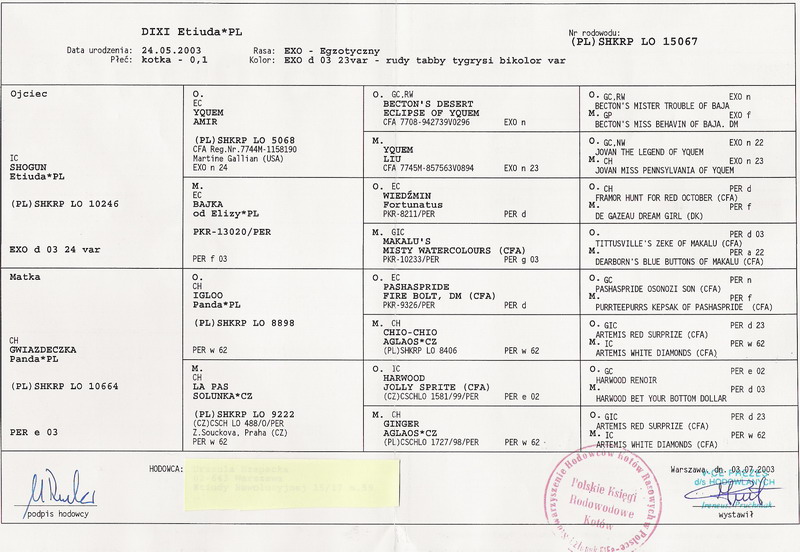 DIXI Etiuda*PL
Nr rodowodu:
(PL)SHKRP LO 15067
Data urodzenia: 24.05.2003
Rasa: EXO - Egzotyczny
Płeć: kotka - 0,1
Kolor: EXO d 03 23var - rudy tabby tygrysi bikolor var
Ojciec
IC
SHOGUN
Etiuda*PL
(PL)SHKRP LO 10246
EXO d 03 24 var
O.
EC
YQUEM
AMIR
(PL)SHKRP LO 5068
CFA Reg.Nr.7744M-1158190
Martine Gallian (USA)
EXO n 24
M.
EC
BAJKA
od Elizy*PL
PKR-13020/PER
PER f 03
O. GC,RW
BECTON'S DESERT
ECLIPSE OF YQUEM
CFA 7708-942739V0296 EXO n
M.
YQUEM
LIU
CFA 7745M-857563V0894 EXO n 23
O. EC
WIEDŹMIN
Fortunatus
PKR-8211/PER PER d
M. GIC
MAKALU'S
MISTY WATERCOLOURS (CFA)
PKR-10233/PER PER g 03
O. GC,RW EXO n
BECTON'S MISTER TROUBLE OF BAJA
M. GP EXO f
BECTON'S MISS BEHAVIN OF BAJA. DM
O. GC,NW EXO n 22
JOVAN THE LEGEND OF YQUEM
M. CH EXO n 23
JOVAN MISS PENNSYLVANIA OF YQUEM
O. CH PER d
FRAMOR HUNT FOR RED OCTOBER (CFA)
M. PER f
DE GAZEAU DREAM GIRL (DK)
O. PER d 03
TITTUSVILLE'S ZEKE OF MAKALU (CFA)
M. PER a 22
DEARBORN'S BLUE BUTTONS OF MAKALU (CFA)
Matka
CH
GWIAZDECZKA
Panda*PL
(PL)SHKRP LO 10664
PER e 03
O.
CH
IGLOO
Panda*PL
(PL)SHKRP LO 8898
PER w 62
M.
CH
LA PAS
SOLUNKA*CZ
(PL)SHKRP LO 9222
(CZ)CSCH LO 488/0/PER
Z.Souckova. Praha (CZ)
PER w 62
O. EC
PASHASPRIDE
FIRE BOLT, DM (CFA)
PKR-9326/PER PER d
M. CH
CHIO-CHIO
AGLAOS*CZ
(PL)SHKRP LO 8406 PER w 62
O. IC
HARWOOD
JOLLY SPRITE (CFA)
(CZ)CSCHLO 1581/99/PER PER e 02
M. CH
GINGER
AGLAOS*CZ
(PL)CSCHLO 1727/98/PER PER w 62
O. GC PER n
PASHASPRIDE OSONOZI SON (CFA)
M. PER f
PURRTEEPURRS KEPSAK OF PASHASPRIDE (CFA)
O. GIC PER d 23
ARTEMIS RED SURPRIZE (CFA)
M. IC PER w 62
ARTEMIS WHITE DIAMONDS (CFA)
O. GC PER e 02
HARWOOD RENOIR
M. PER d 03
HARWOOD BET YOUR BOTTOM DOLLAR
O. GIC PER d 23
ARTEMIS RED SURPRIZE (CFA)
M. IC PER w 62
ARTEMIS WHITE DIAMONDS (CFA)
HODOWCA:
podpis hodowcy
Stowarzyszenie Hodowców Kotów Rasowych w Polsce
Polskie Księgi
Rodowodowe
Kotów
Warszawa, dn. 03.07.2003
V-CE PREZES
d/s HODOWLANYCH
wystawił